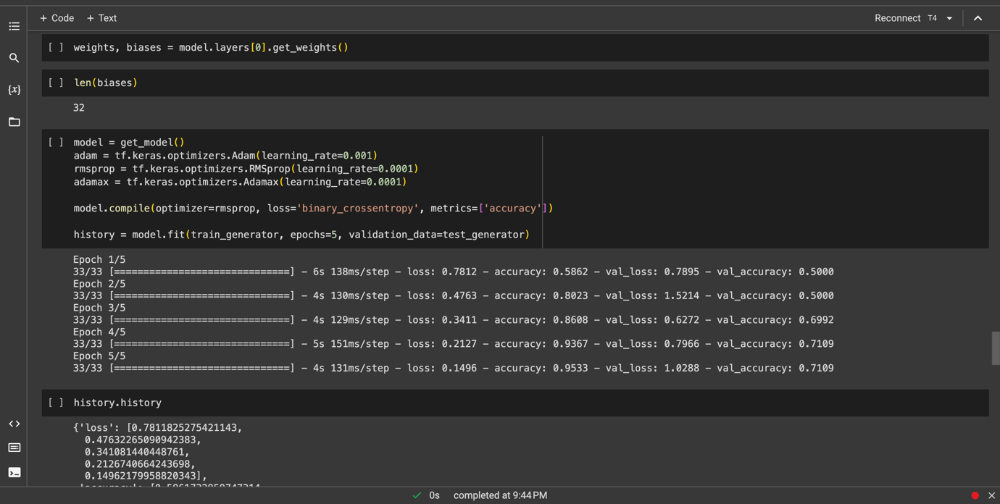 + Code + Text
Reconnect T4
{x}
[ ] weights, biases = model.layers[0].get_weights()
[ ] len(biases)
32
[ ] model = get_model()
adam = tf.keras.optimizers.Adam(learning_rate=0.001)
rmsprop = tf.keras.optimizers.RMSprop(learning_rate=0.0001)
adamax = tf.keras.optimizers.Adamax(learning_rate=0.0001)
model.compile(optimizer=rmsprop, loss='binary_crossentropy', metrics=['accuracy'])
history = model.fit(train_generator, epochs=5, validation_data=test_generator)
Epoch 1/5
33/33 [==============================] - 6s 138ms/step - loss: 0.7812 - accuracy: 0.5862 - val_loss: 0.7895 - val_accuracy: 0.5000
Epoch 2/5
33/33 [==============================] - 4s 130ms/step - loss: 0.4763 - accuracy: 0.8023 - val_loss: 1.5214 - val_accuracy: 0.5000
Epoch 3/5
33/33 [==============================] - 4s 129ms/step - loss: 0.3411 - accuracy: 0.8608 - val_loss: 0.6272 - val_accuracy: 0.6992
Epoch 4/5
33/33 [==============================] - 5s 151ms/step - loss: 0.2127 - accuracy: 0.9367 - val_loss: 0.7966 - val_accuracy: 0.7109
Epoch 5/5
33/33 [==============================] - 4s 131ms/step - loss: 0.1496 - accuracy: 0.9533 - val_loss: 1.0288 - val_accuracy: 0.7109
[ ] history.history
{'loss': [0.7811825275421143,
0.47632265090942383,
0.341081440448761,
0.2126740664243698,
0.14962179958820343],
0s completed at 9:44 PM